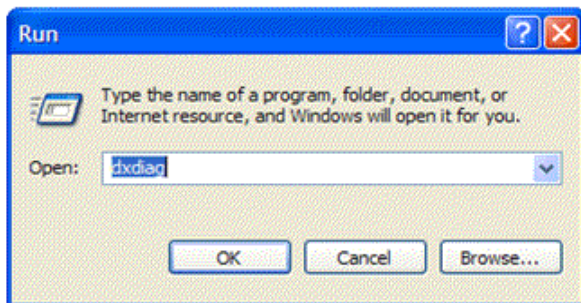 Run
Type the name of a program, folder, document, or
Internet resource, and Windows will open it for you.
Open: dxdiag
OK Cancel Browse...